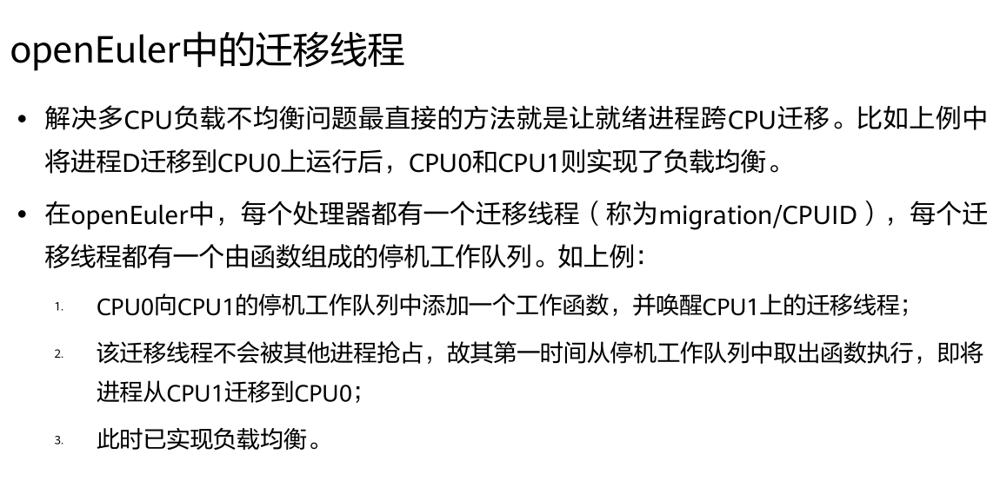 openEuler中的迁移线程
• 解决多CPU负载不均衡问题最直接的方法就是让就绪进程跨CPU迁移。比如上例中
将进程D迁移到CPU0上运行后，CPU0和CPU1则实现了负载均衡。
• 在openEuler中，每个处理器都有一个迁移线程（称为migration/CPUID），每个迁
移线程都有一个由函数组成的停机工作队列。如上例：
1. CPU0向CPU1的停机工作队列中添加一个工作函数，并唤醒CPU1上的迁移线程；
2. 该迁移线程不会被其他进程抢占，故其第一时间从停机工作队列中取出函数执行，即将
进程从CPU1迁移到CPU0；
3. 此时已实现负载均衡。